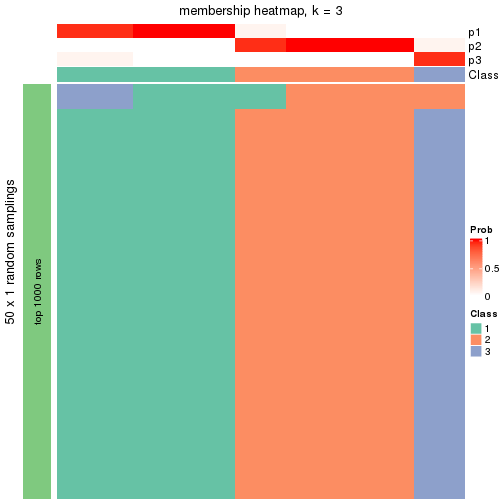 membership heatmap, k = 3
p1
p2
p3
Class
50 x 1 random samplings
top 1000 rows
Prob
1
0.5
0
Class
1
2
3